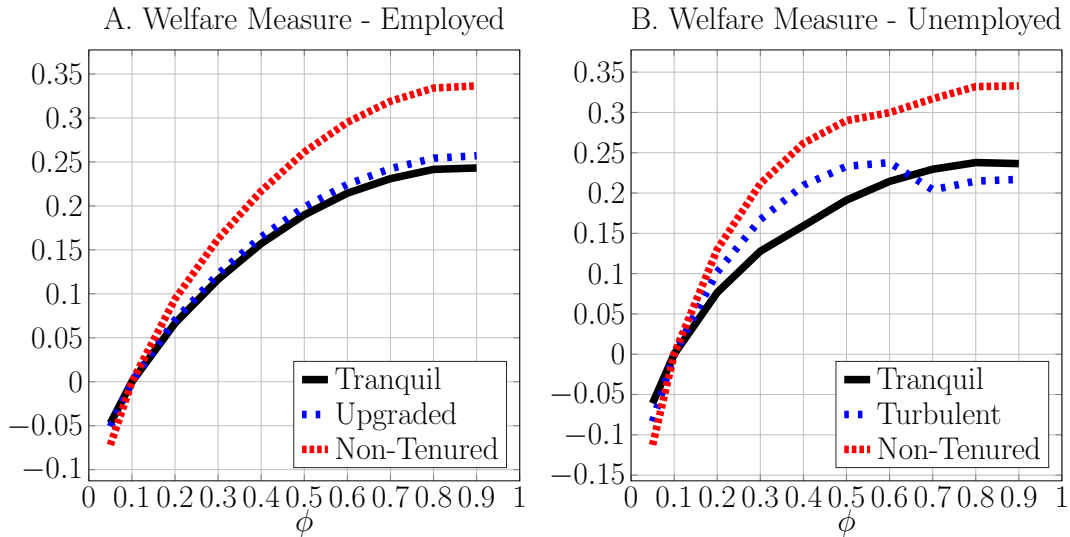 A. Welfare Measure - Employed
0.35
0.3
0.25
0.2
0.15
0.1
0.05
0
−0.05
−0.1
0 0.1 0.2 0.3 0.4 0.5 0.6 0.7 0.8 0.9 1
ϕ
Tranquil
Upgraded
Non-Tenured
B. Welfare Measure - Unemployed
0.35
0.3
0.25
0.2
0.15
0.1
0.05
0
−0.05
−0.1
−0.15
0 0.1 0.2 0.3 0.4 0.5 0.6 0.7 0.8 0.9 1
ϕ
Tranquil
Turbulent
Non-Tenured